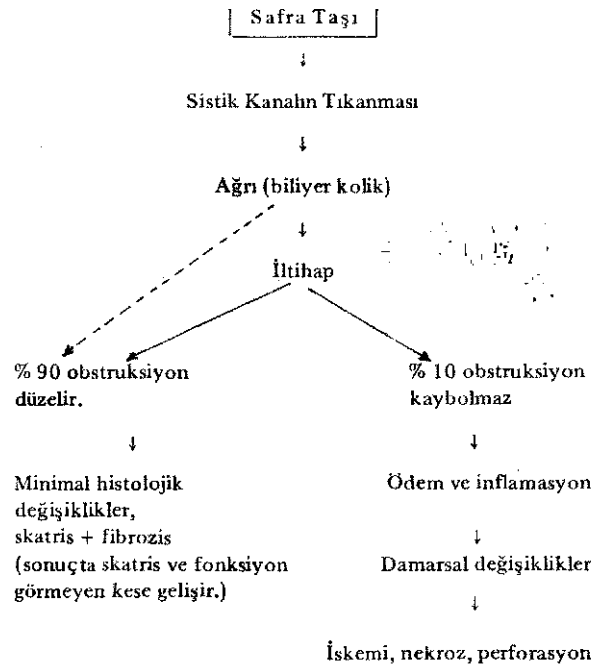 Safra Taşı
Sistik Kanalın Tıkanması
Ağrı (biliyer kolik)
İltihap
% 90 obstruksiyon
düzelir.
% 10 obstruksiyon
kaybolmaz
Minimal histolojik
değişiklikler,
skatris + fibrozis
(sonuçta skatris ve fonksiyon
görmeyen kese gelişir.)
Ödem ve inflamasyon
Damarsal değişiklikler
İskemi, nekroz, perforasyon